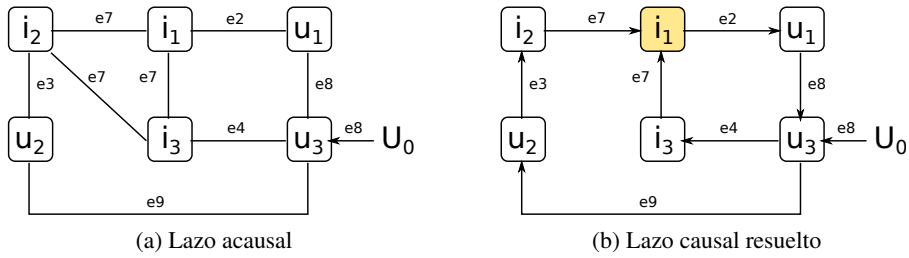 i₂ e7 i₁ e2 u₁
e3 e7 e7 e8
u₂ i₃ e4 u₃ e8 U₀
e9
(a) Lazo acausal
i₂ e7 i₁ e2 u₁
e3 e7 e8
u₂ i₃ e4 u₃ e8 U₀
e9
(b) Lazo causal resuelto